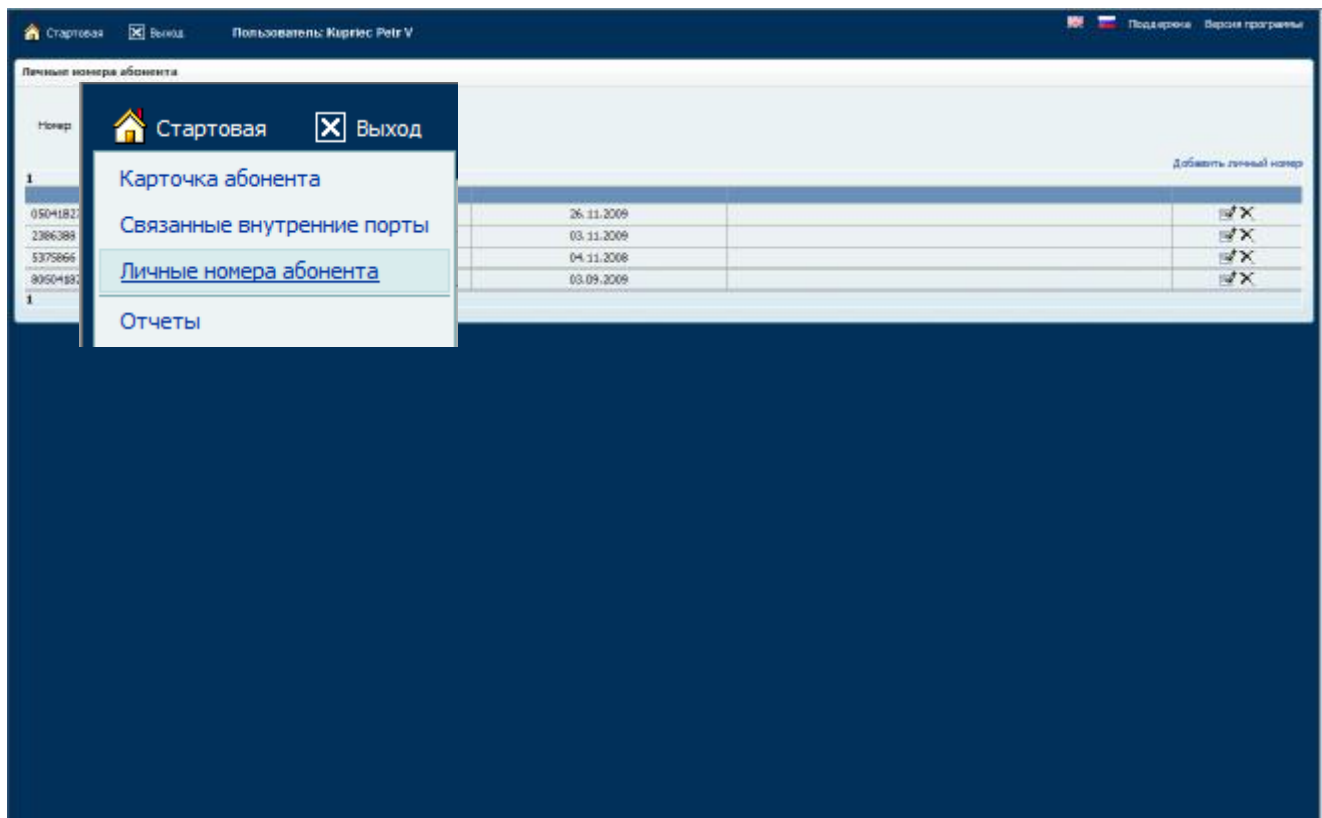 Стартовая Выход Пользователь: Kupriec Petr V Поддержка Версия программы
Личные номера абонента
Номер
Стартовая Выход
Карточка абонента
Связанные внутренние порты
Личные номера абонента
Отчеты
Добавить личный номер
1
05041827 26.11.2009
2386388 03.11.2009
5375866 04.11.2008
80504182 03.09.2009
1